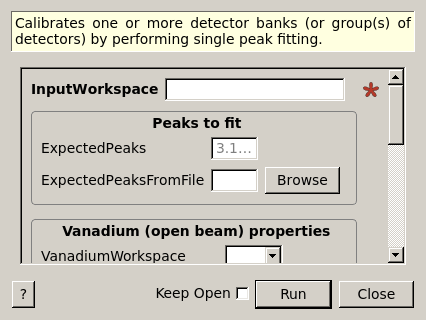 Calibrates one or more detector banks (or group(s) of
detectors) by performing single peak fitting.
InputWorkspace
Peaks to fit
ExpectedPeaks 3.1...
ExpectedPeaksFromFile Browse
Vanadium (open beam) properties
VanadiumWorkspace
? Keep Open Run Close